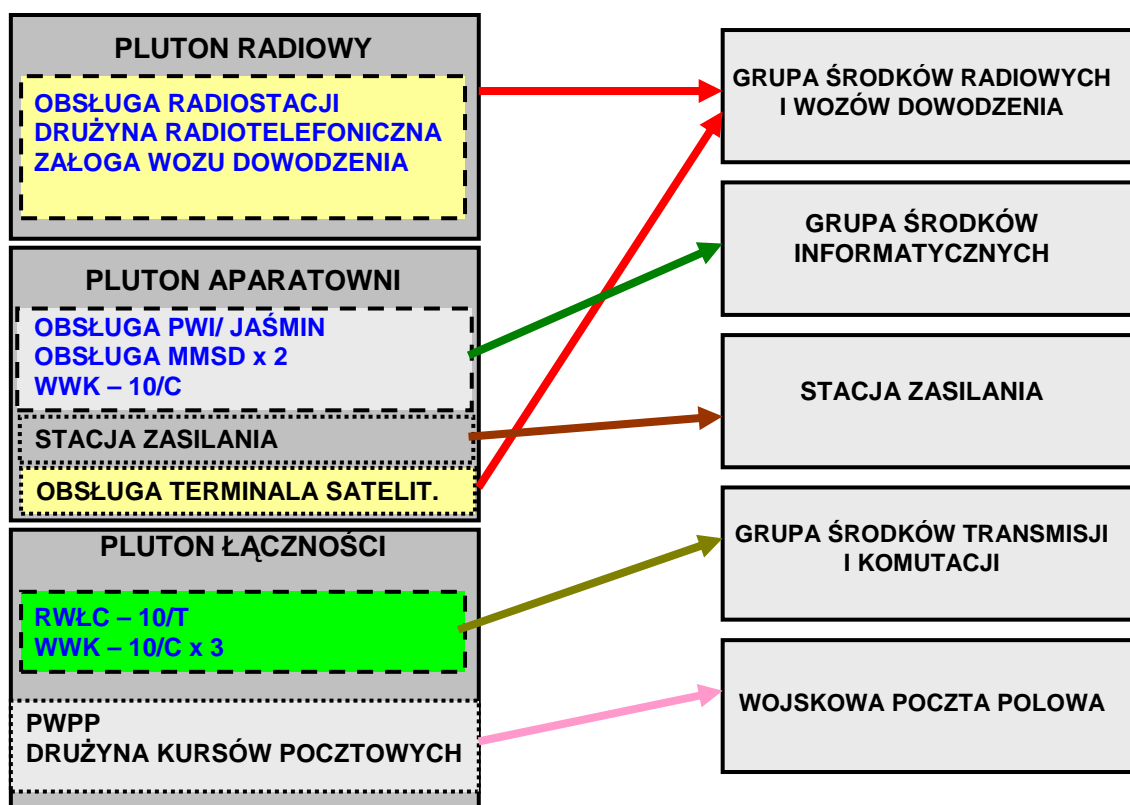 PLUTON RADIOWY
OBSŁUGA RADIOSTACJI
DRUŻYNA RADIOTELEFONICZNA
ZAŁOGA WOZU DOWODZENIA
PLUTON APARATOWNI
OBSŁUGA PWI/ JAŚMIN
OBSŁUGA MMSD x 2
WWK – 10/C
STACJA ZASILANIA
OBSŁUGA TERMINALA SATELIT.
PLUTON ŁĄCZNOŚCI
RWŁC – 10/T
WWK – 10/C x 3
PWPP
DRUŻYNA KURSÓW POCZTOWYCH
GRUPA ŚRODKÓW RADIOWYCH
I WOZÓW DOWODZENIA
GRUPA ŚRODKÓW
INFORMATYCZNYCH
STACJA ZASILANIA
GRUPA ŚRODKÓW TRANSMISJI
I KOMUTACJI
WOJSKOWA POCZTA POLOWA